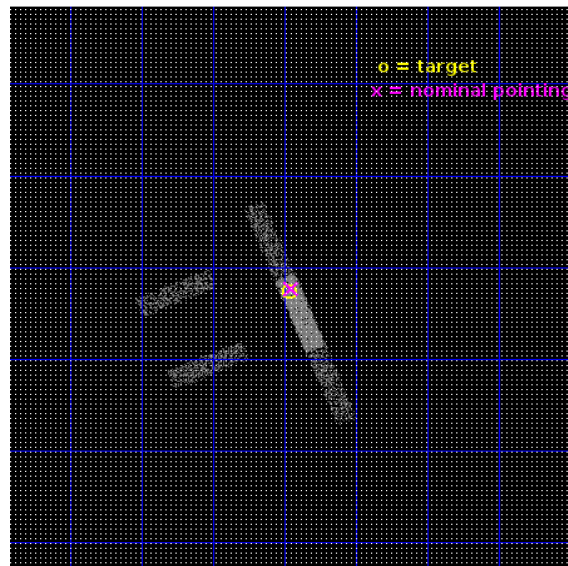 o = target
x = nominal pointing